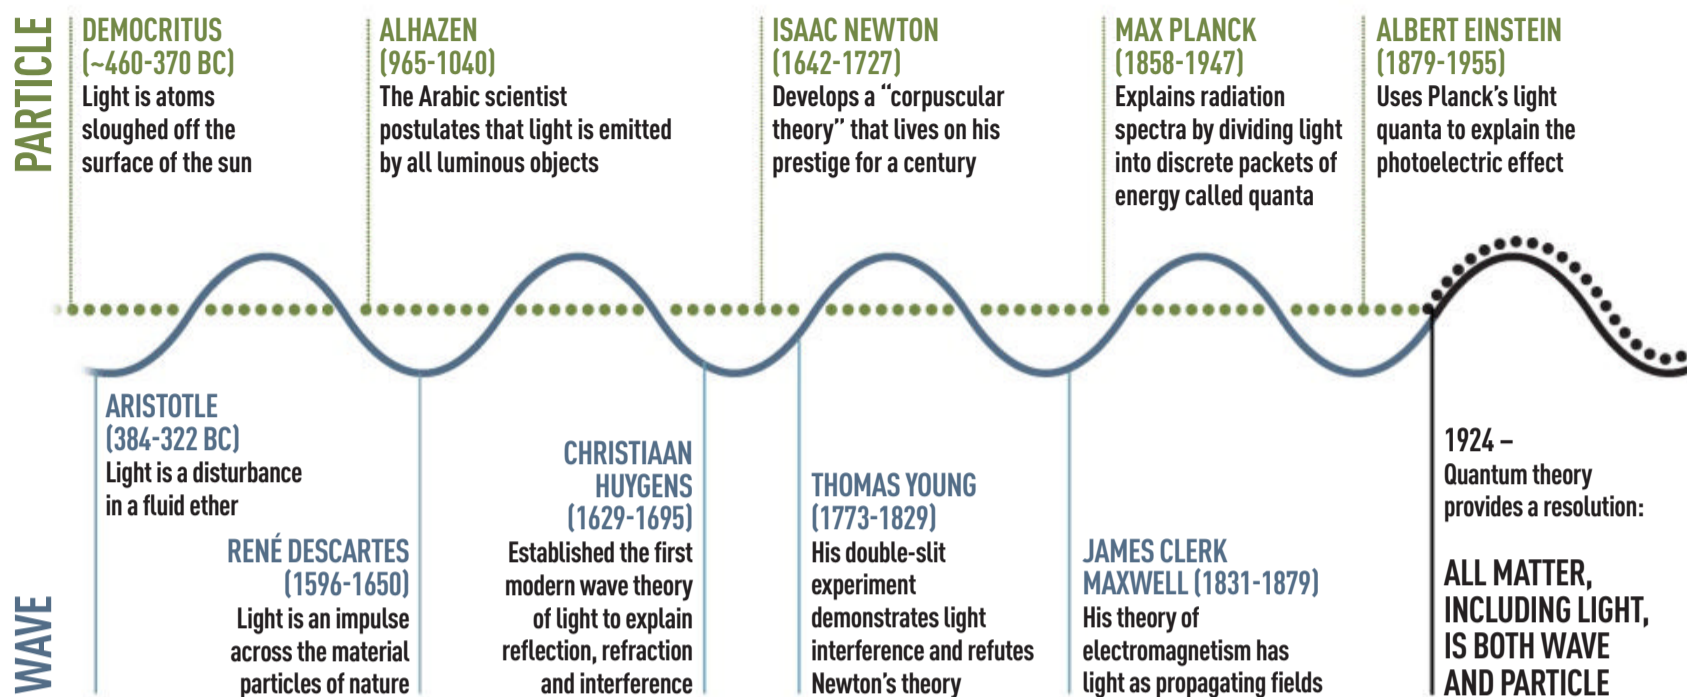 PARTICLE
DEMOCRITUS
(~460-370 BC)
Light is atoms
sloughed off the
surface of the sun
ALHAZEN
(965-1040)
The Arabic scientist
postulates that light is emitted
by all luminous objects
ISAAC NEWTON
(1642-1727)
Develops a “corpuscular
theory” that lives on his
prestige for a century
MAX PLANCK
(1858-1947)
Explains radiation
spectra by dividing light
into discrete packets of
energy called quanta
ALBERT EINSTEIN
(1879-1955)
Uses Planck’s light
quanta to explain the
photoelectric effect
WAVE
ARISTOTLE
(384-322 BC)
Light is a disturbance
in a fluid ether
RENÉ DESCARTES
(1596-1650)
Light is an impulse
across the material
particles of nature
CHRISTIAAN
HUYGENS
(1629-1695)
Established the first
modern wave theory
of light to explain
reflection, refraction
and interference
THOMAS YOUNG
(1773-1829)
His double-slit
experiment
demonstrates light
interference and refutes
Newton’s theory
JAMES CLERK
MAXWELL (1831-1879)
His theory of
electromagnetism has
light as propagating fields
1924 –
Quantum theory
provides a resolution:
ALL MATTER,
INCLUDING LIGHT,
IS BOTH WAVE
AND PARTICLE